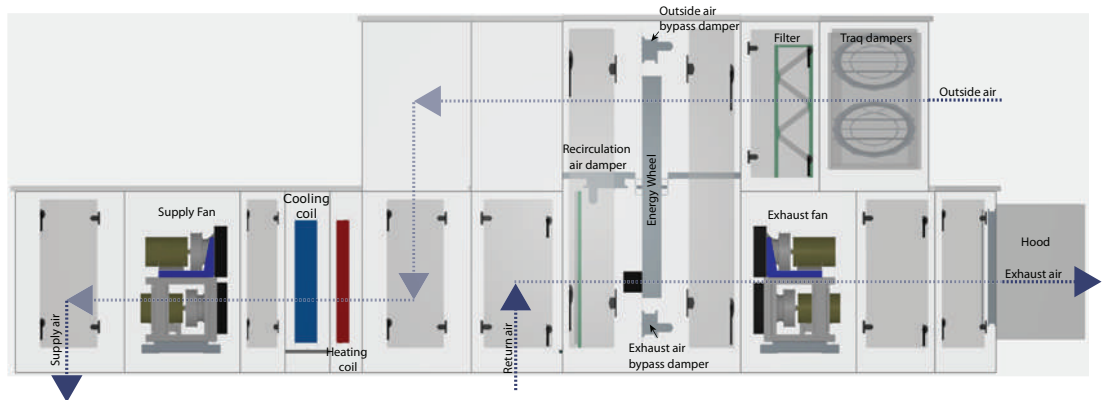 Outside air
bypass damper
Filter
Traq dampers
Outside air
Recirculation
air damper
Energy Wheel
Supply Fan
Cooling
coil
Exhaust fan
Hood
Exhaust air
Supply air
Heating
coil
Return air
Exhaust air
bypass damper